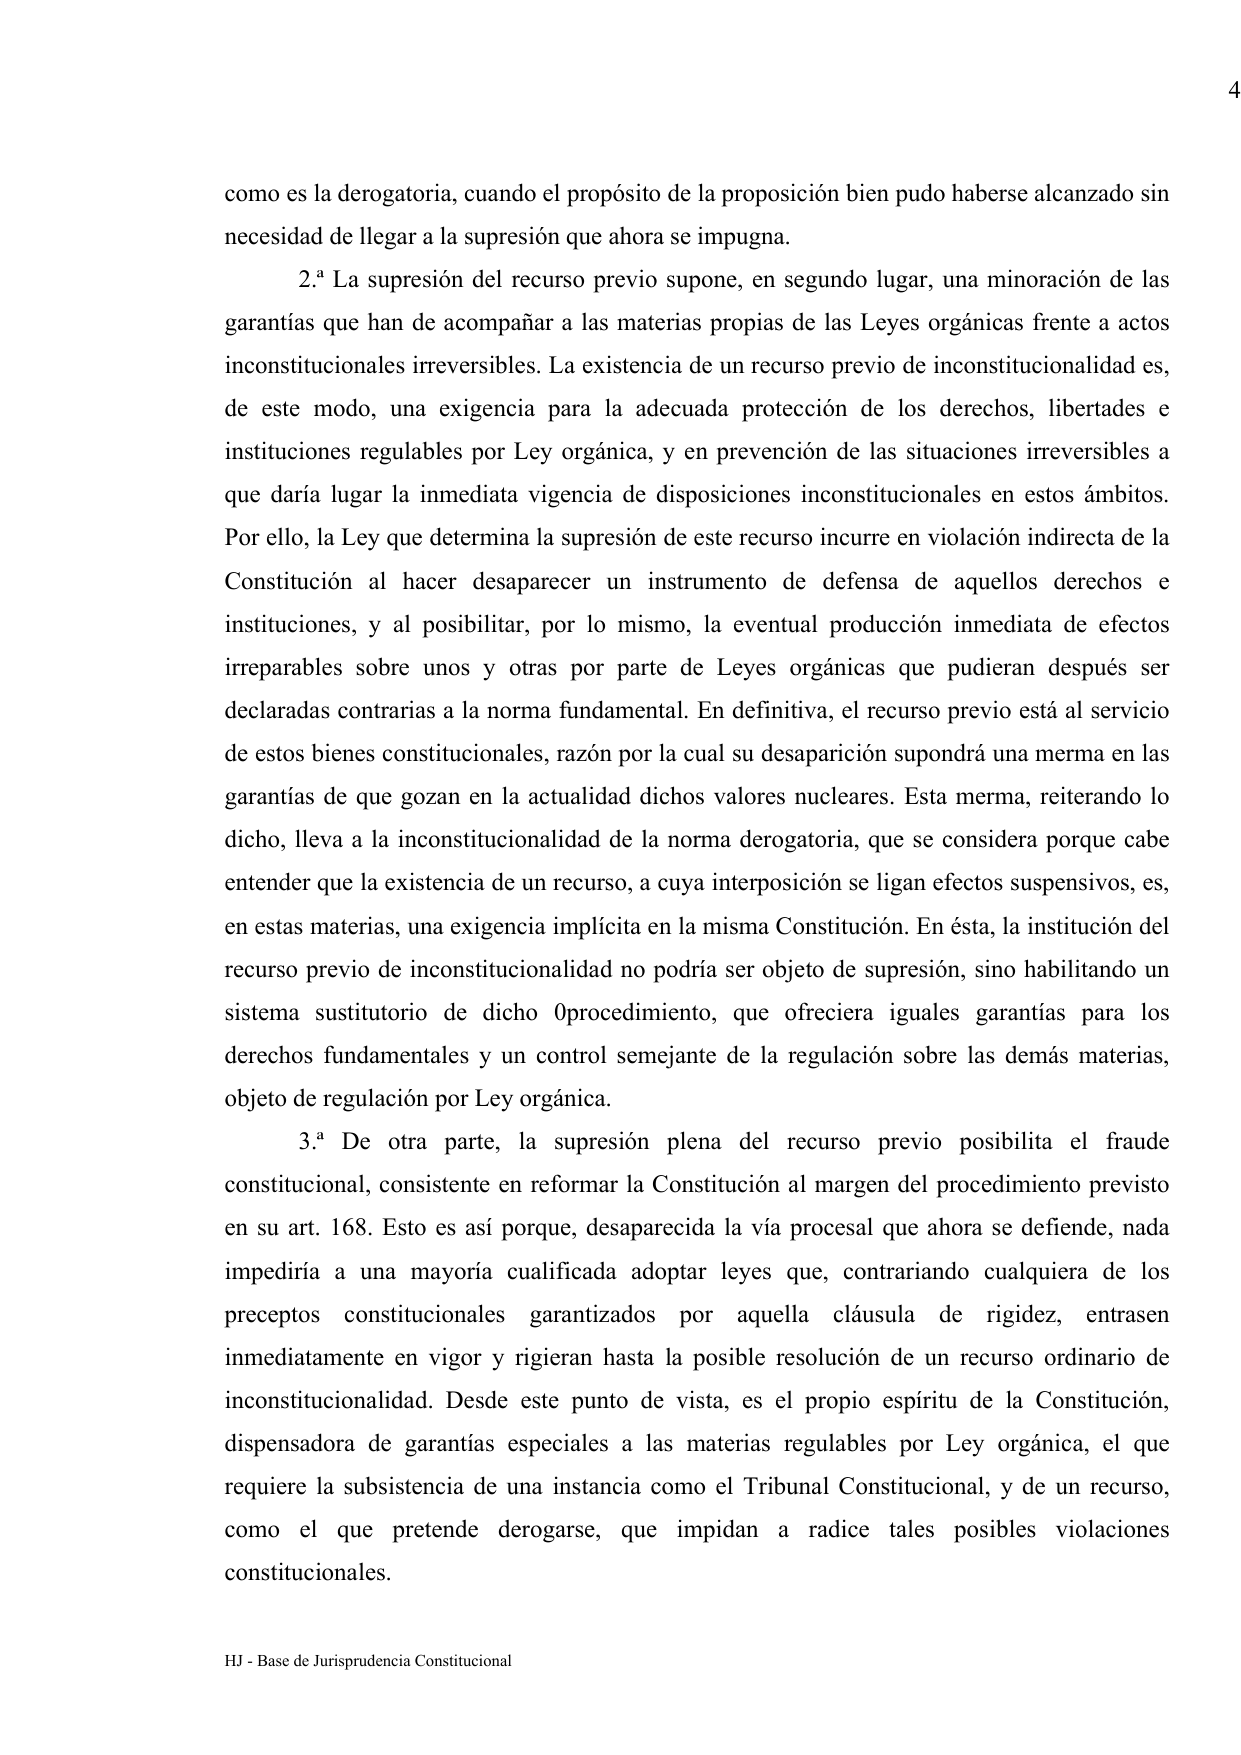 4
como es la derogatoria, cuando el propósito de la proposición bien pudo haberse alcanzado sin
necesidad de llegar a la supresión que ahora se impugna.
2.ª La supresión del recurso previo supone, en segundo lugar, una minoración de las
garantías que han de acompañar a las materias propias de las Leyes orgánicas frente a actos
inconstitucionales irreversibles. La existencia de un recurso previo de inconstitucionalidad es,
de este modo, una exigencia para la adecuada protección de los derechos, libertades e
instituciones regulables por Ley orgánica, y en prevención de las situaciones irreversibles a
que daría lugar la inmediata vigencia de disposiciones inconstitucionales en estos ámbitos.
Por ello, la Ley que determina la supresión de este recurso incurre en violación indirecta de la
Constitución al hacer desaparecer un instrumento de defensa de aquellos derechos e
instituciones, y al posibilitar, por lo mismo, la eventual producción inmediata de efectos
irreparables sobre unos y otras por parte de Leyes orgánicas que pudieran después ser
declaradas contrarias a la norma fundamental. En definitiva, el recurso previo está al servicio
de estos bienes constitucionales, razón por la cual su desaparición supondrá una merma en las
garantías de que gozan en la actualidad dichos valores nucleares. Esta merma, reiterando lo
dicho, lleva a la inconstitucionalidad de la norma derogatoria, que se considera porque cabe
entender que la existencia de un recurso, a cuya interposición se ligan efectos suspensivos, es,
en estas materias, una exigencia implícita en la misma Constitución. En ésta, la institución del
recurso previo de inconstitucionalidad no podría ser objeto de supresión, sino habilitando un
sistema sustitutorio de dicho 0procedimiento, que ofreciera iguales garantías para los
derechos fundamentales y un control semejante de la regulación sobre las demás materias,
objeto de regulación por Ley orgánica.
3.ª De otra parte, la supresión plena del recurso previo posibilita el fraude
constitucional, consistente en reformar la Constitución al margen del procedimiento previsto
en su art. 168. Esto es así porque, desaparecida la vía procesal que ahora se defiende, nada
impediría a una mayoría cualificada adoptar leyes que, contrariando cualquiera de los
preceptos constitucionales garantizados por aquella cláusula de rigidez, entrasen
inmediatamente en vigor y rigieran hasta la posible resolución de un recurso ordinario de
inconstitucionalidad. Desde este punto de vista, es el propio espíritu de la Constitución,
dispensadora de garantías especiales a las materias regulables por Ley orgánica, el que
requiere la subsistencia de una instancia como el Tribunal Constitucional, y de un recurso,
como el que pretende derogarse, que impidan a radice tales posibles violaciones
constitucionales.
HJ - Base de Jurisprudencia Constitucional